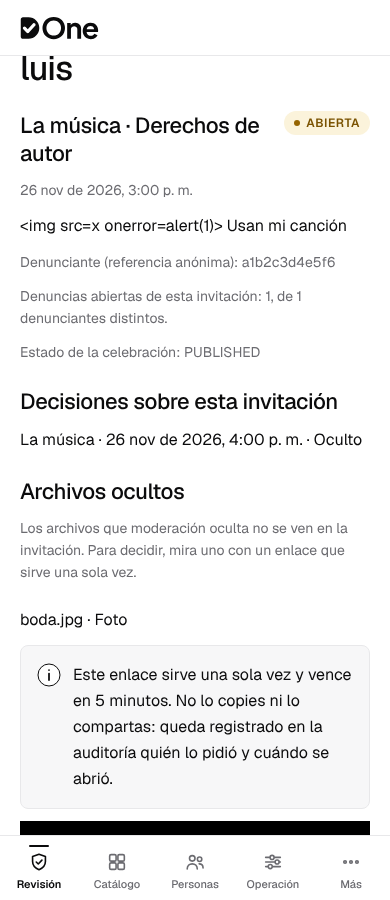 One
luis
La música · Derechos de
autor
ABIERTA
26 nov de 2026, 3:00 p. m.
<img src=x onerror=alert(1)> Usan mi canción
Denunciante (referencia anónima): a1b2c3d4e5f6
Denuncias abiertas de esta invitación: 1, de 1
denunciantes distintos.
Estado de la celebración: PUBLISHED
Decisiones sobre esta invitación
La música · 26 nov de 2026, 4:00 p. m. · Oculto
Archivos ocultos
Los archivos que moderación oculta no se ven en la
invitación. Para decidir, mira uno con un enlace que
sirve una sola vez.
boda.jpg · Foto
Este enlace sirve una sola vez y vence
en 5 minutos. No lo copies ni lo
compartas: queda registrado en la
auditoría quién lo pidió y cuándo se
abrió.
Revisión
Catálogo
Personas
Operación
Más